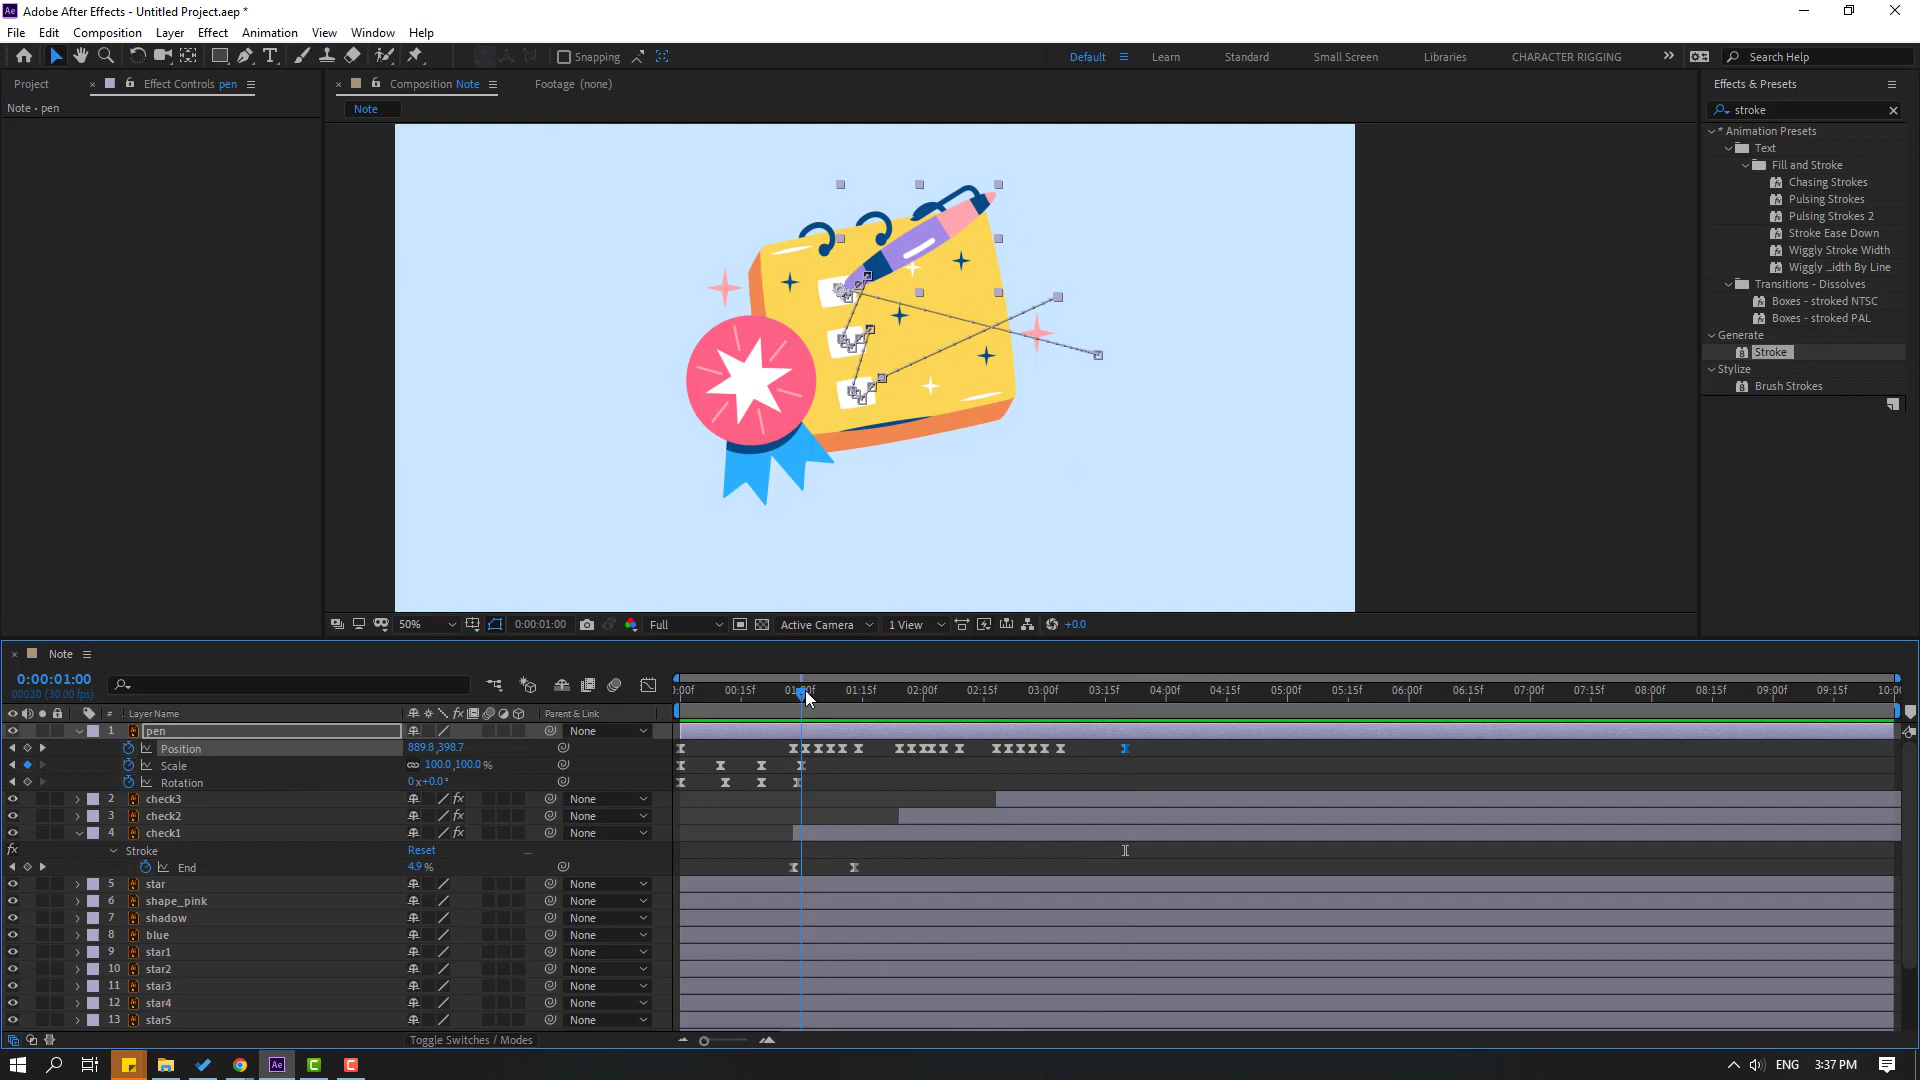 Adobe After Effects - Untitled Project.aep *
File Edit Composition Layer Effect Animation View Window Help
Snapping
Default Learn Standard Small Screen Libraries CHARACTER RIGGING
Search Help
Project
Effect Controls pen
Composition Note
Footage (none)
Effects & Presets
Note • pen
Note
stroke
* Animation Presets
Text
Fill and Stroke
Chasing Strokes
Pulsing Strokes
Pulsing Strokes 2
Stroke Ease Down
Wiggly Stroke Width
Wiggly ...idth By Line
Transitions - Dissolves
Boxes - stroked NTSC
Boxes - stroked PAL
Generate
Stroke
Stylize
Brush Strokes
50% 0:00:01:00 Full Active Camera 1 View +0.0
Note
0:00:01:00
00030 (30.00 fps)
:00f 00:15f 01:00f 01:15f 02:00f 02:15f 03:00f 03:15f 04:00f 04:15f 05:00f 05:15f 06:00f 06:15f 07:00f 07:15f 08:00f 08:15f 09:00f 09:15f 10:0
# Layer Name Parent & Link
1 pen None
Position 889.8,398.7
Scale 100.0,100.0 %
Rotation 0x+0.0°
2 check3 fx None
3 check2 fx None
4 check1 fx None
fx Stroke Reset
End 4.9 %
5 star None
6 shape_pink None
7 shadow None
8 blue None
9 star1 None
10 star2 None
11 star3 None
12 star4 None
13 star5 None
Toggle Switches / Modes
ENG 3:37 PM